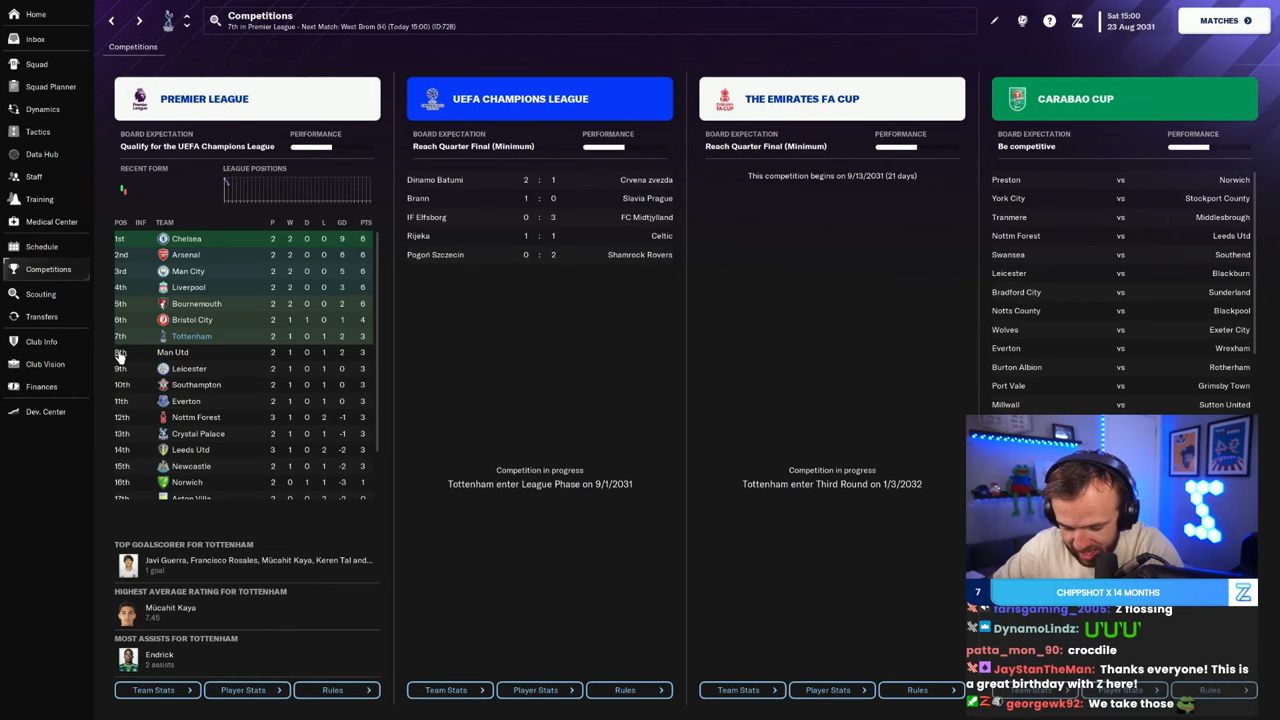 Home
Inbox
Squad
Squad Planner
Dynamics
Tactics
Data Hub
Staff
Training
Medical Center
Schedule
Competitions
Scouting
Transfers
Club Info
Club Vision
Finances
Dev. Center
Competitions
7th in Premier League - Next Match: West Brom (H) (Today 15:00) (ID:728)
Sat 15:00
23 Aug 2031
MATCHES
Competitions
PREMIER LEAGUE
BOARD EXPECTATION PERFORMANCE
Qualify for the UEFA Champions League
RECENT FORM LEAGUE POSITIONS
POS INF TEAM P W D L GD PTS
1st Chelsea 2 2 0 0 9 6
2nd Arsenal 2 2 0 0 6 6
3rd Man City 2 2 0 0 5 6
4th Liverpool 2 2 0 0 3 6
5th Bournemouth 2 2 0 0 2 6
6th Bristol City 2 1 1 0 1 4
7th Tottenham 2 1 0 1 2 3
8th Man Utd 2 1 0 1 2 3
9th Leicester 2 1 0 1 0 3
10th Southampton 2 1 0 1 0 3
11th Everton 2 1 0 1 0 3
12th Nottm Forest 3 1 0 2 -1 3
13th Crystal Palace 2 1 0 1 -1 3
14th Leeds Utd 3 1 0 2 -2 3
15th Newcastle 2 1 0 1 -2 3
16th Norwich 2 0 1 1 -3 1
17th Aston Villa 2 0 0 2 -2 0
TOP GOALSCORER FOR TOTTENHAM
Javi Guerra, Francisco Rosales, Mücahit Kaya, Keren Tal and...
1 goal
HIGHEST AVERAGE RATING FOR TOTTENHAM
Mücahit Kaya
7.45
MOST ASSISTS FOR TOTTENHAM
Endrick
2 assists
Team Stats Player Stats Rules
UEFA CHAMPIONS LEAGUE
BOARD EXPECTATION PERFORMANCE
Reach Quarter Final (Minimum)
Dinamo Batumi 2 : 1 Crvena zvezda
Brann 1 : 0 Slavia Prague
IF Elfsborg 0 : 3 FC Midtjylland
Rijeka 1 : 1 Celtic
Pogoń Szczecin 0 : 2 Shamrock Rovers
Competition in progress
Tottenham enter League Phase on 9/1/2031
Team Stats Player Stats Rules
THE EMIRATES FA CUP
BOARD EXPECTATION PERFORMANCE
Reach Quarter Final (Minimum)
This competition begins on 9/13/2031 (21 days)
Competition in progress
Tottenham enter Third Round on 1/3/2032
Team Stats Player Stats Rules
CARABAO CUP
BOARD EXPECTATION PERFORMANCE
Be competitive
Preston vs Norwich
York City vs Stockport County
Tranmere vs Middlesbrough
Nottm Forest vs Leeds Utd
Swansea vs Southend
Leicester vs Blackburn
Bradford City vs Sunderland
Notts County vs Blackpool
Wolves vs Exeter City
Everton vs Wrexham
Burton Albion vs Rotherham
Port Vale vs Grimsby Town
Millwall vs Sutton United
7 CHIPPSHOT X 14 MONTHS
farisgaming_2005: Z flossing
DynamoLindz:
patta_mon_90: crocdile
JayStanTheMan: Thanks everyone! This is
a great birthday with Z here!
georgewk92: We take those
Team Stats Player Stats Rules